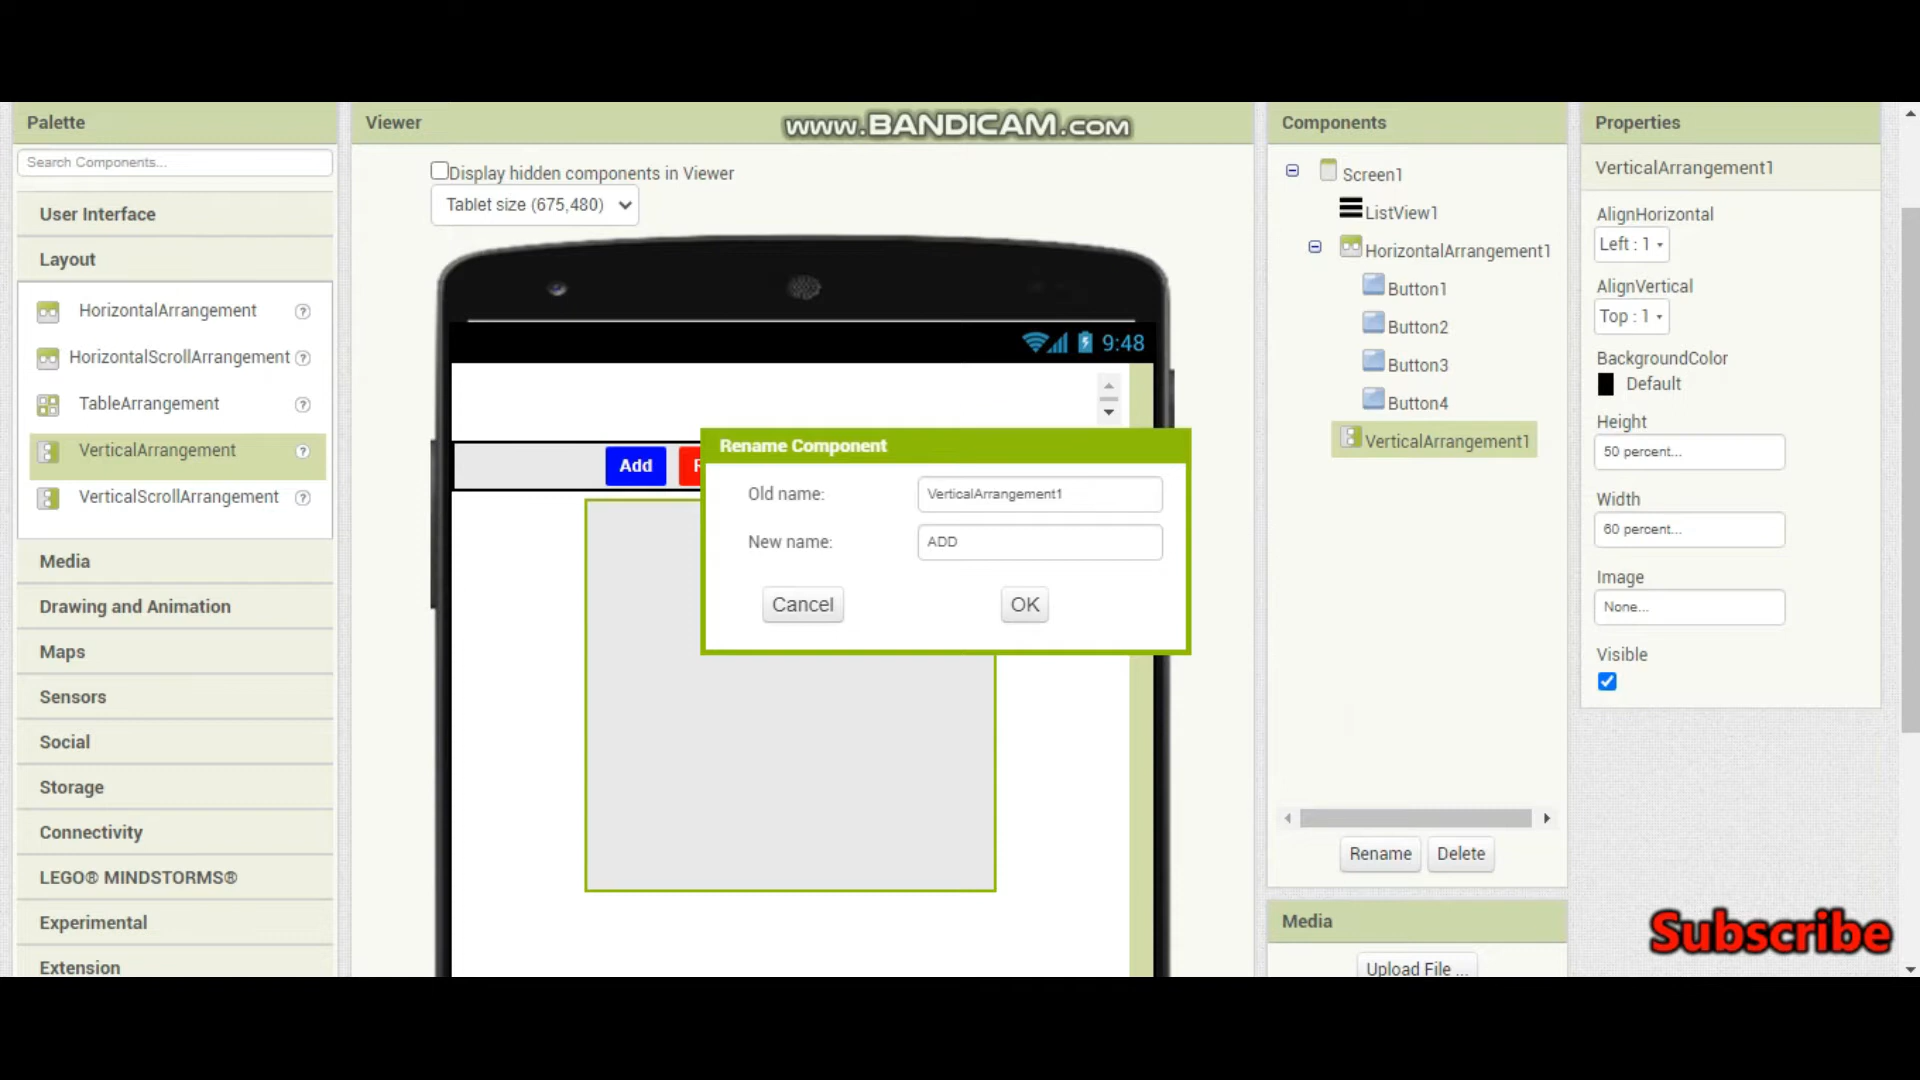 Palette
Viewer
www.BANDICAM.com
Components
Properties
Search Components...
Display hidden components in Viewer
Tablet size (675,480)
User Interface
Layout
HorizontalArrangement
HorizontalScrollArrangement
TableArrangement
VerticalArrangement
VerticalScrollArrangement
Media
Drawing and Animation
Maps
Sensors
Social
Storage
Connectivity
LEGO® MINDSTORMS®
Experimental
Extension
9:48
Add
Rename Component
Old name:
VerticalArrangement1
New name:
ADD
Cancel
OK
Screen1
ListView1
HorizontalArrangement1
Button1
Button2
Button3
Button4
VerticalArrangement1
Rename
Delete
Media
Upload File ...
VerticalArrangement1
AlignHorizontal
Left : 1
AlignVertical
Top : 1
BackgroundColor
Default
Height
50 percent...
Width
60 percent...
Image
None...
Visible
Subscribe